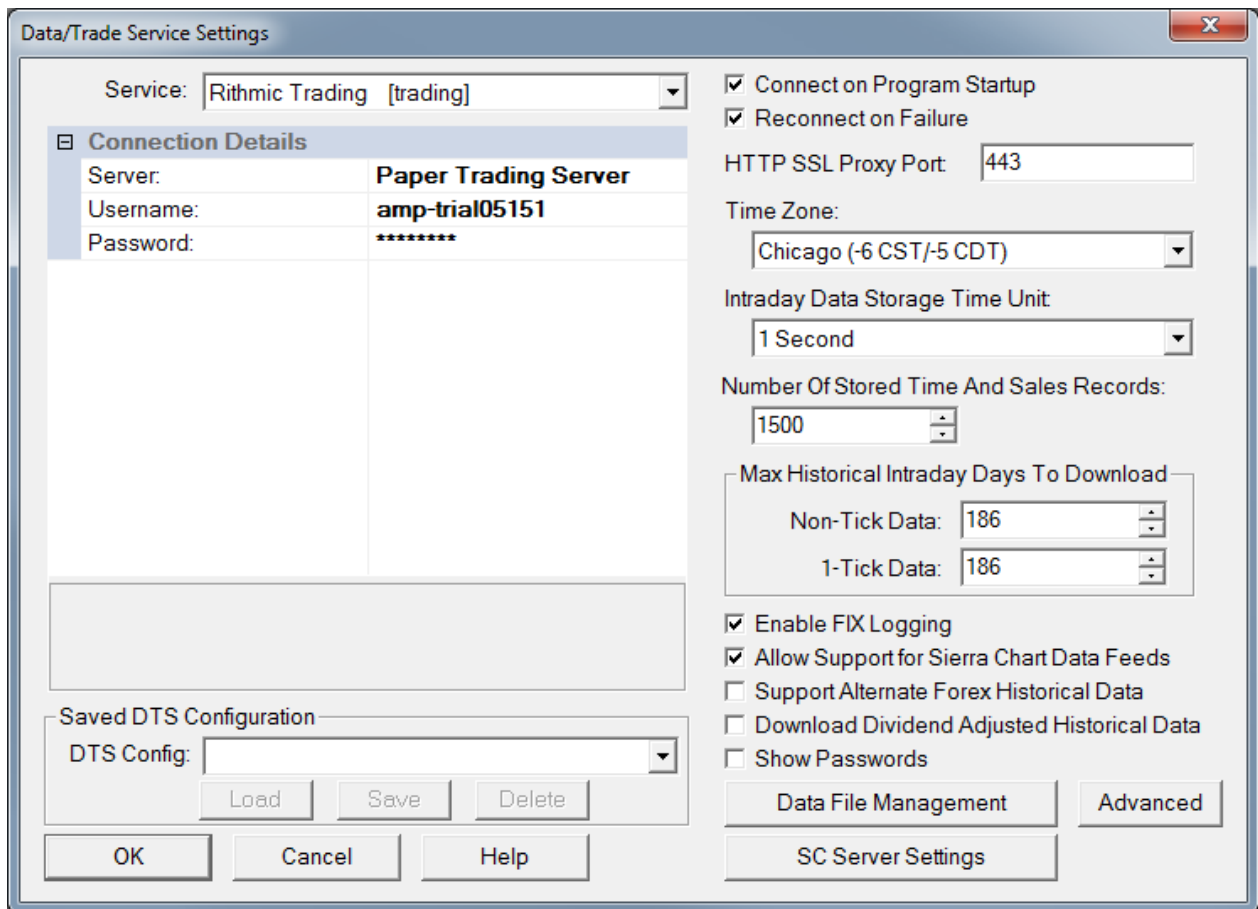 Data/Trade Service Settings
Service: Rithmic Trading [trading]
Connection Details
Server: Paper Trading Server
Username: amp-trial05151
Password: ********
Saved DTS Configuration
DTS Config:
Load Save Delete
OK Cancel Help
Connect on Program Startup
Reconnect on Failure
HTTP SSL Proxy Port: 443
Time Zone:
Chicago (-6 CST/-5 CDT)
Intraday Data Storage Time Unit:
1 Second
Number Of Stored Time And Sales Records:
1500
Max Historical Intraday Days To Download
Non-Tick Data: 186
1-Tick Data: 186
Enable FIX Logging
Allow Support for Sierra Chart Data Feeds
Support Alternate Forex Historical Data
Download Dividend Adjusted Historical Data
Show Passwords
Data File Management Advanced
SC Server Settings